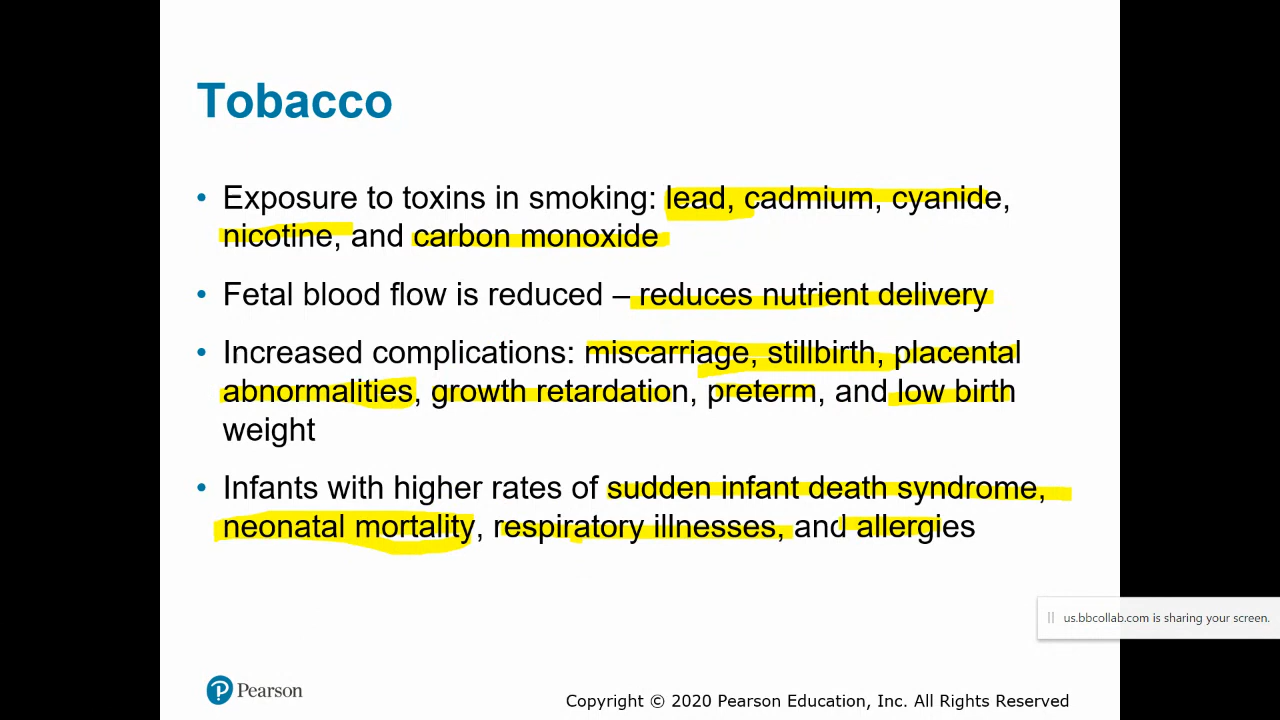 Tobacco
• Exposure to toxins in smoking: lead, cadmium, cyanide,
nicotine, and carbon monoxide
• Fetal blood flow is reduced – reduces nutrient delivery
• Increased complications: miscarriage, stillbirth, placental
abnormalities, growth retardation, preterm, and low birth
weight
• Infants with higher rates of sudden infant death syndrome,
neonatal mortality, respiratory illnesses, and allergies
us.bbcollab.com is sharing your screen.
P Pearson
Copyright © 2020 Pearson Education, Inc. All Rights Reserved